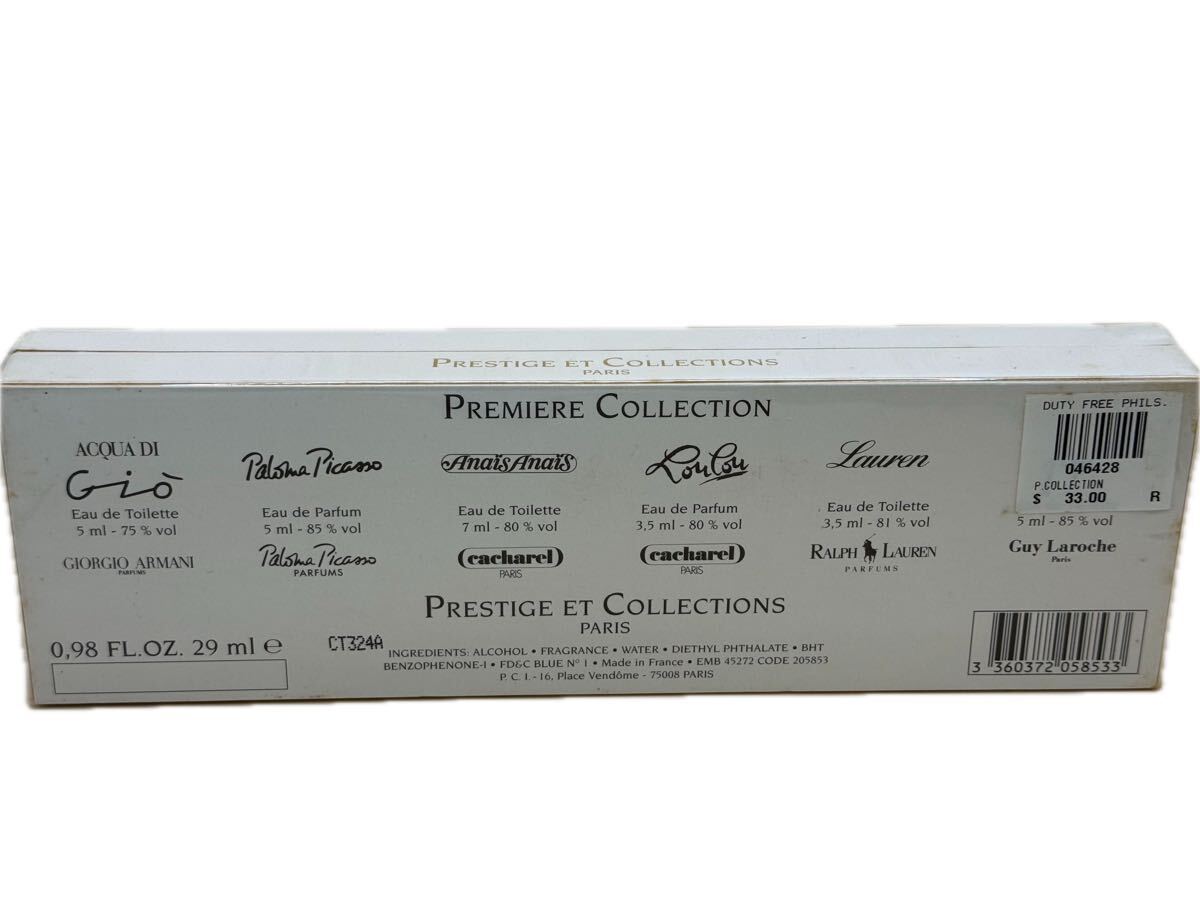 PRESTIGE ET COLLECTIONS
PARIS
PREMIERE COLLECTION
ACQUA DI
Giò
Eau de Toilette
5 ml - 75 % vol
GIORGIO ARMANI
PARFUMS
Paloma Picasso
Eau de Parfum
5 ml - 85 % vol
Paloma Picasso
PARFUMS
Anaïs Anaïs
Eau de Toilette
7 ml - 80 % vol
cacharel
PARIS
LouLou
Eau de Parfum
3,5 ml - 80 % vol
cacharel
PARIS
Lauren
Eau de Toilette
3,5 ml - 81 % vol
RALPH LAUREN
PARFUMS
DUTY FREE PHILS.
046428
P.COLLECTION
$ 33.00 R
5 ml - 85 % vol
Guy Laroche
Paris
PRESTIGE ET COLLECTIONS
PARIS
0,98 FL.OZ. 29 ml e
CT324A
INGREDIENTS: ALCOHOL • FRAGRANCE • WATER • DIETHYL PHTHALATE • BHT
BENZOPHENONE-1 • FD&C BLUE N° 1 • Made in France • EMB 45272 CODE 205853
P. C. I. - 16, Place Vendôme - 75008 PARIS
3 360372 058533